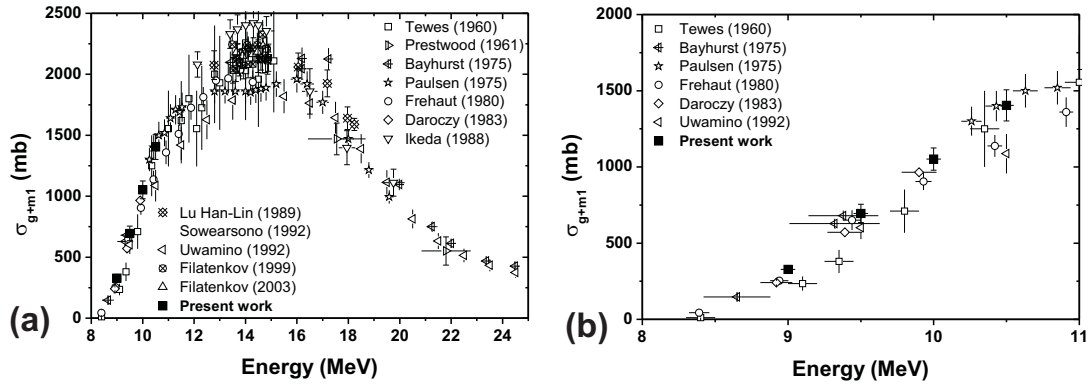 2500
2000
1500
1000
500
0
σg+m1 (mb)
Tewes (1960)
Prestwood (1961)
Bayhurst (1975)
Paulsen (1975)
Frehaut (1980)
Daroczy (1983)
Ikeda (1988)
Lu Han-Lin (1989)
Sowearsono (1992)
Uwamino (1992)
Filatenkov (1999)
Filatenkov (2003)
Present work
(a)
8 10 12 14 16 18 20 22 24
Energy (MeV)
2000
1500
1000
500
0
σg+m1 (mb)
Tewes (1960)
Bayhurst (1975)
Paulsen (1975)
Frehaut (1980)
Daroczy (1983)
Uwamino (1992)
Present work
(b)
8 9 10 11
Energy (MeV)